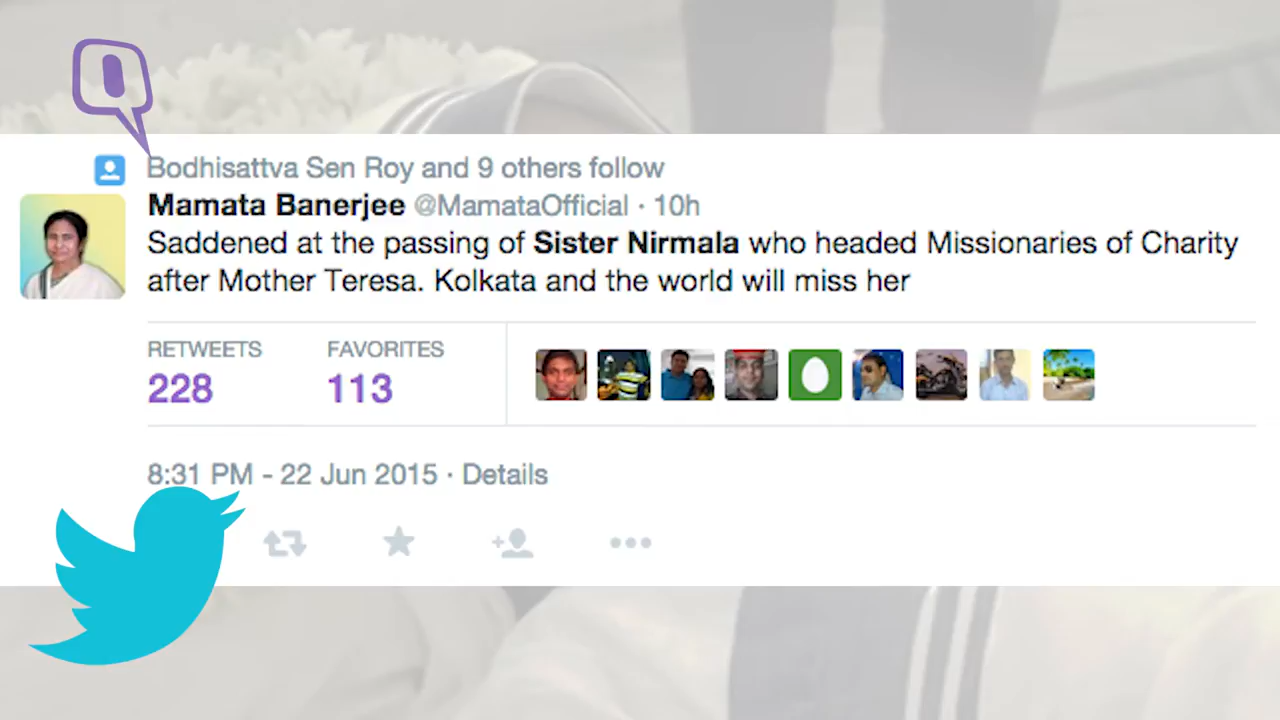 Bodhisattva Sen Roy and 9 others follow
Mamata Banerjee @MamataOfficial · 10h
Saddened at the passing of Sister Nirmala who headed Missionaries of Charity
after Mother Teresa. Kolkata and the world will miss her
RETWEETS FAVORITES
228 113
8:31 PM - 22 Jun 2015 · Details